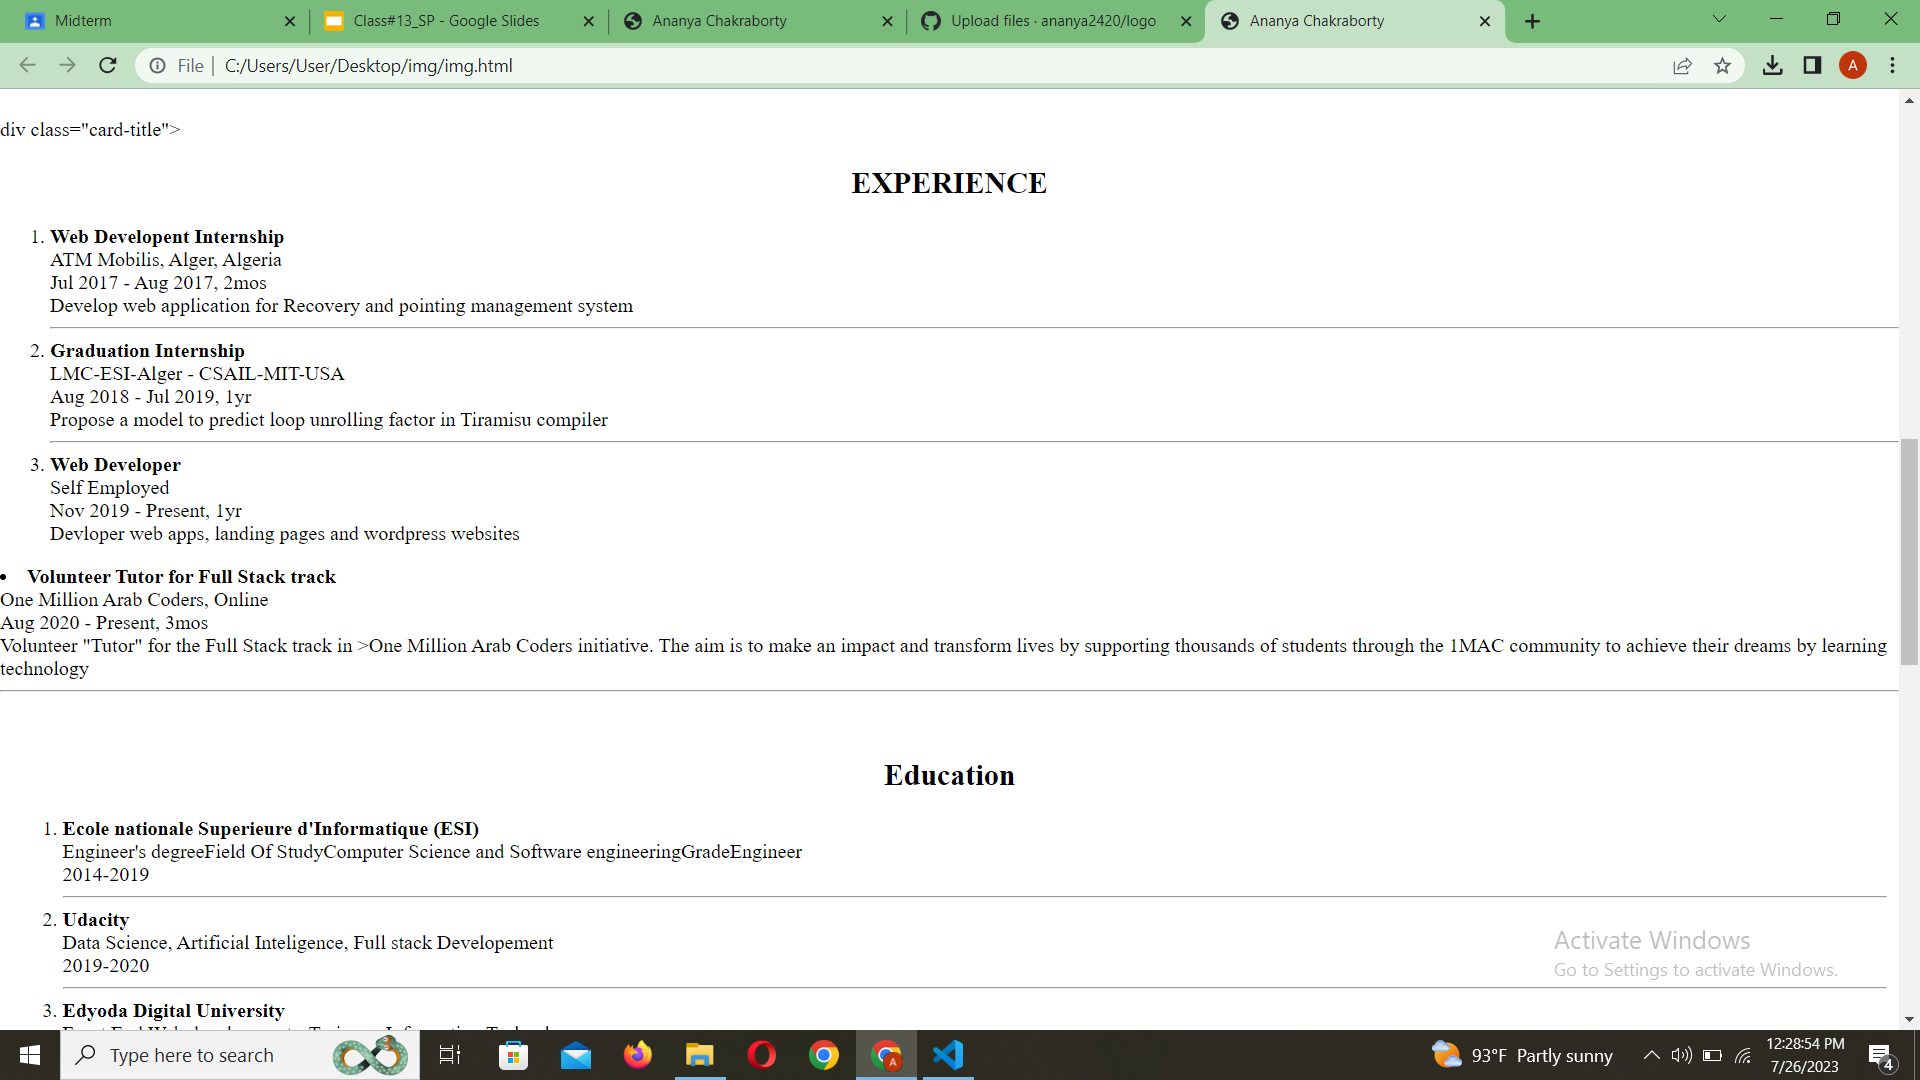 Midterm
Class#13_SP - Google Slides
Ananya Chakraborty
Upload files · ananya2420/logo
Ananya Chakraborty
File
C:/Users/User/Desktop/img/img.html
A
div class="card-title">
EXPERIENCE
1. Web Developent Internship
ATM Mobilis, Alger, Algeria
Jul 2017 - Aug 2017, 2mos
Develop web application for Recovery and pointing management system
2. Graduation Internship
LMC-ESI-Alger - CSAIL-MIT-USA
Aug 2018 - Jul 2019, 1yr
Propose a model to predict loop unrolling factor in Tiramisu compiler
3. Web Developer
Self Employed
Nov 2019 - Present, 1yr
Devloper web apps, landing pages and wordpress websites
• Volunteer Tutor for Full Stack track
One Million Arab Coders, Online
Aug 2020 - Present, 3mos
Volunteer "Tutor" for the Full Stack track in >One Million Arab Coders initiative. The aim is to make an impact and transform lives by supporting thousands of students through the 1MAC community to achieve their dreams by learning
technology
Education
1. Ecole nationale Superieure d'Informatique (ESI)
Engineer's degreeField Of StudyComputer Science and Software engineeringGradeEngineer
2014-2019
2. Udacity
Data Science, Artificial Inteligence, Full stack Developement
2019-2020
3. Edyoda Digital University
Activate Windows
Go to Settings to activate Windows.
Type here to search
A
93°F Partly sunny
12:28:54 PM
7/26/2023
4